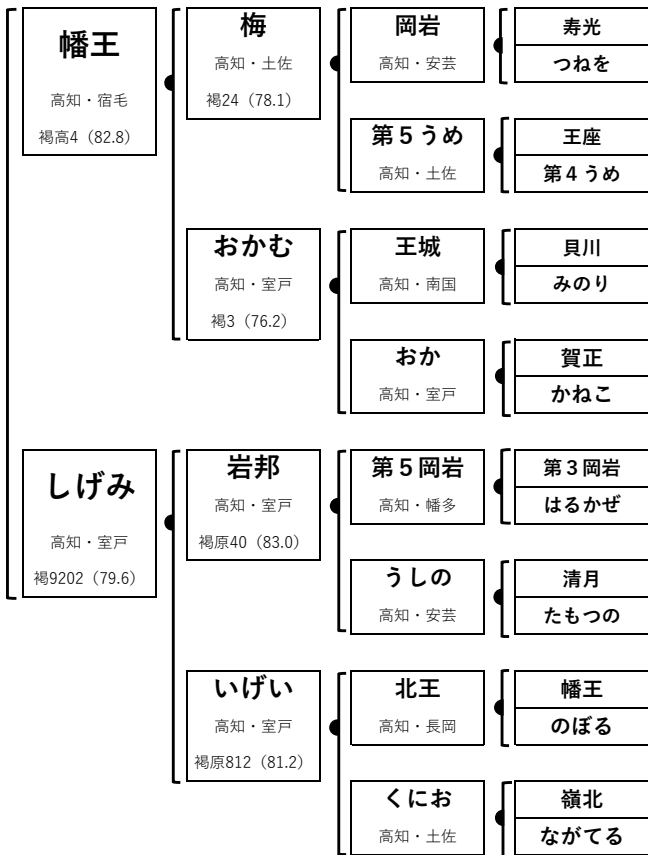 幡王
高知・宿毛
褐高4（82.8）
梅
高知・土佐
褐24（78.1）
岡岩
高知・安芸
寿光
つねを
第５うめ
高知・土佐
王座
第４うめ
おかむ
高知・室戸
褐3（76.2）
王城
高知・南国
貝川
みのり
おか
高知・室戸
賀正
かねこ
しげみ
高知・室戸
褐9202（79.6）
岩邦
高知・室戸
褐原40（83.0）
第５岡岩
高知・幡多
第３岡岩
はるかぜ
うしの
高知・安芸
清月
たもつの
いげい
高知・室戸
褐原812（81.2）
北王
高知・長岡
幡王
のぼる
くにお
高知・土佐
嶺北
ながてる